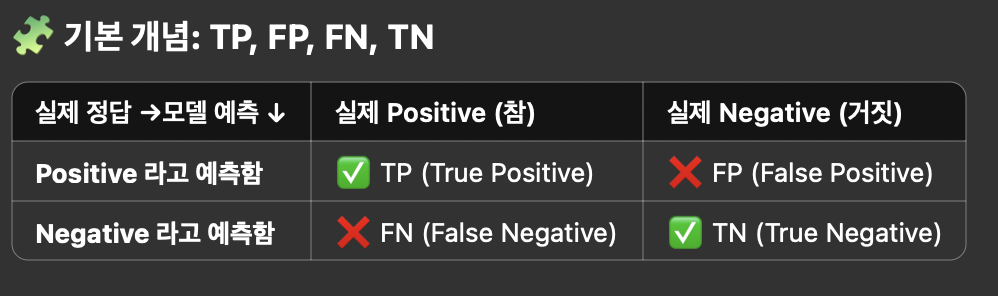 🧩 기본 개념: TP, FP, FN, TN
실제 정답 →모델 예측 ↓ 실제 Positive (참) 실제 Negative (거짓)
Positive 라고 예측함 ✅ TP (True Positive) ❌ FP (False Positive)
Negative 라고 예측함 ❌ FN (False Negative) ✅ TN (True Negative)